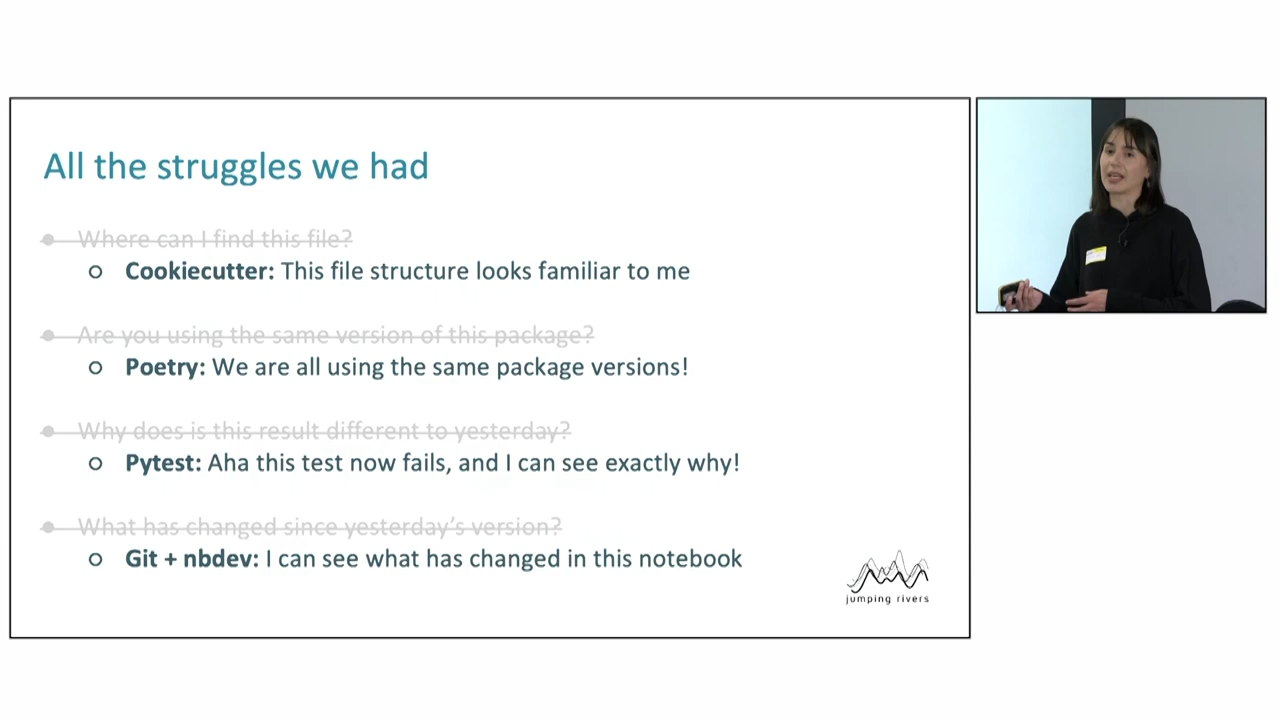 All the struggles we had
Where can I find this file?
Cookiecutter: This file structure looks familiar to me
Are you using the same version of this package?
Poetry: We are all using the same package versions!
Why does is this result different to yesterday?
Pytest: Aha this test now fails, and I can see exactly why!
What has changed since yesterday's version?
Git + nbdev: I can see what has changed in this notebook
jumping rivers